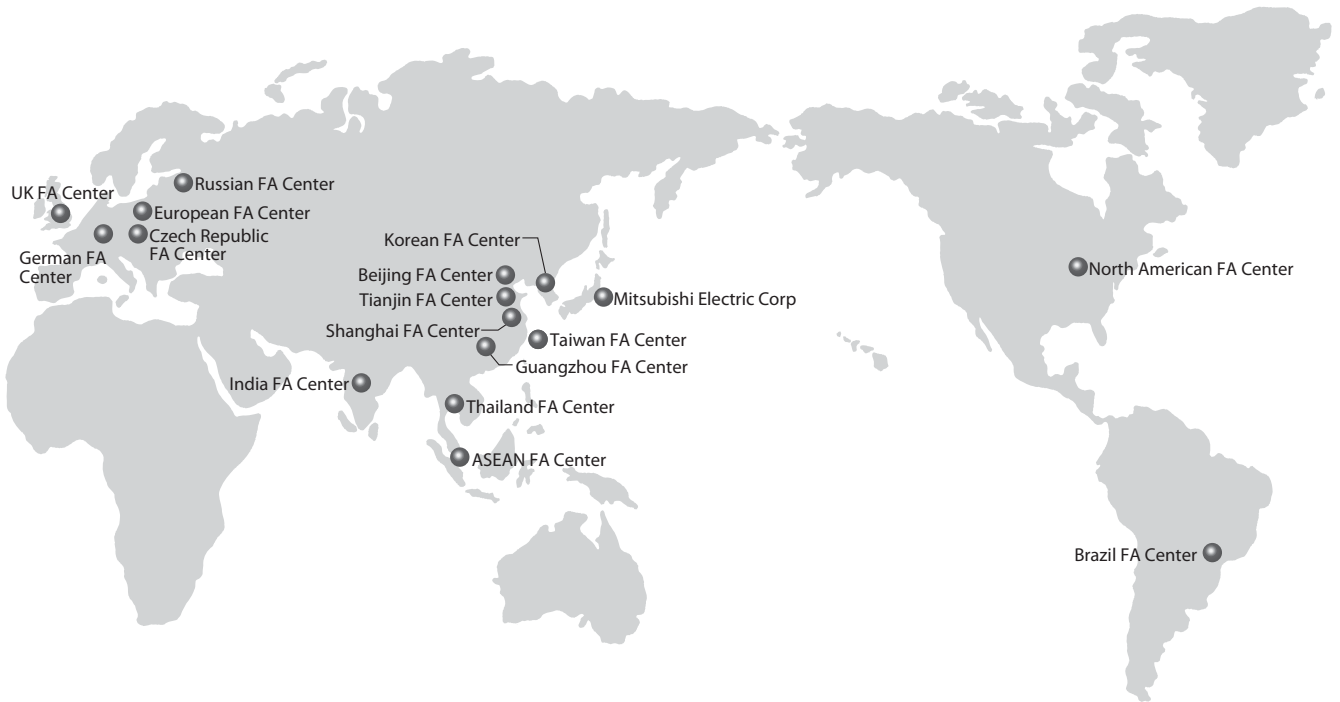 Russian FA Center
UK FA Center
European FA Center
Czech Republic
FA Center
German FA
Center
Korean FA Center
Beijing FA Center
North American FA Center
Tianjin FA Center
Mitsubishi Electric Corp
Shanghai FA Center
Taiwan FA Center
Guangzhou FA Center
India FA Center
Thailand FA Center
ASEAN FA Center
Brazil FA Center